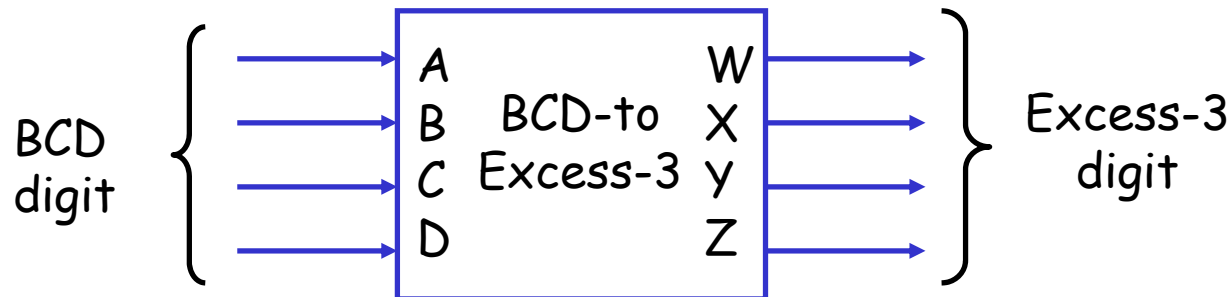 BCD
digit
A
B
C
D
BCD-to
Excess-3
W
X
Y
Z
Excess-3
digit